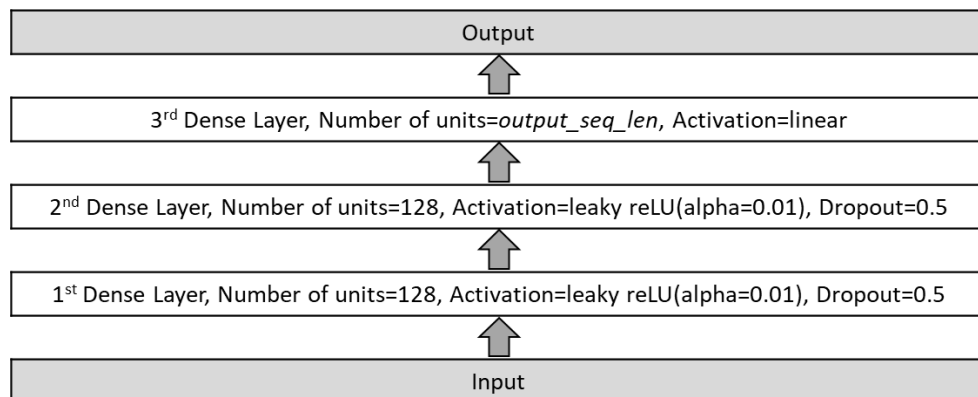 Output
3rd Dense Layer, Number of units=output_seq_len, Activation=linear
2nd Dense Layer, Number of units=128, Activation=leaky reLU(alpha=0.01), Dropout=0.5
1st Dense Layer, Number of units=128, Activation=leaky reLU(alpha=0.01), Dropout=0.5
Input